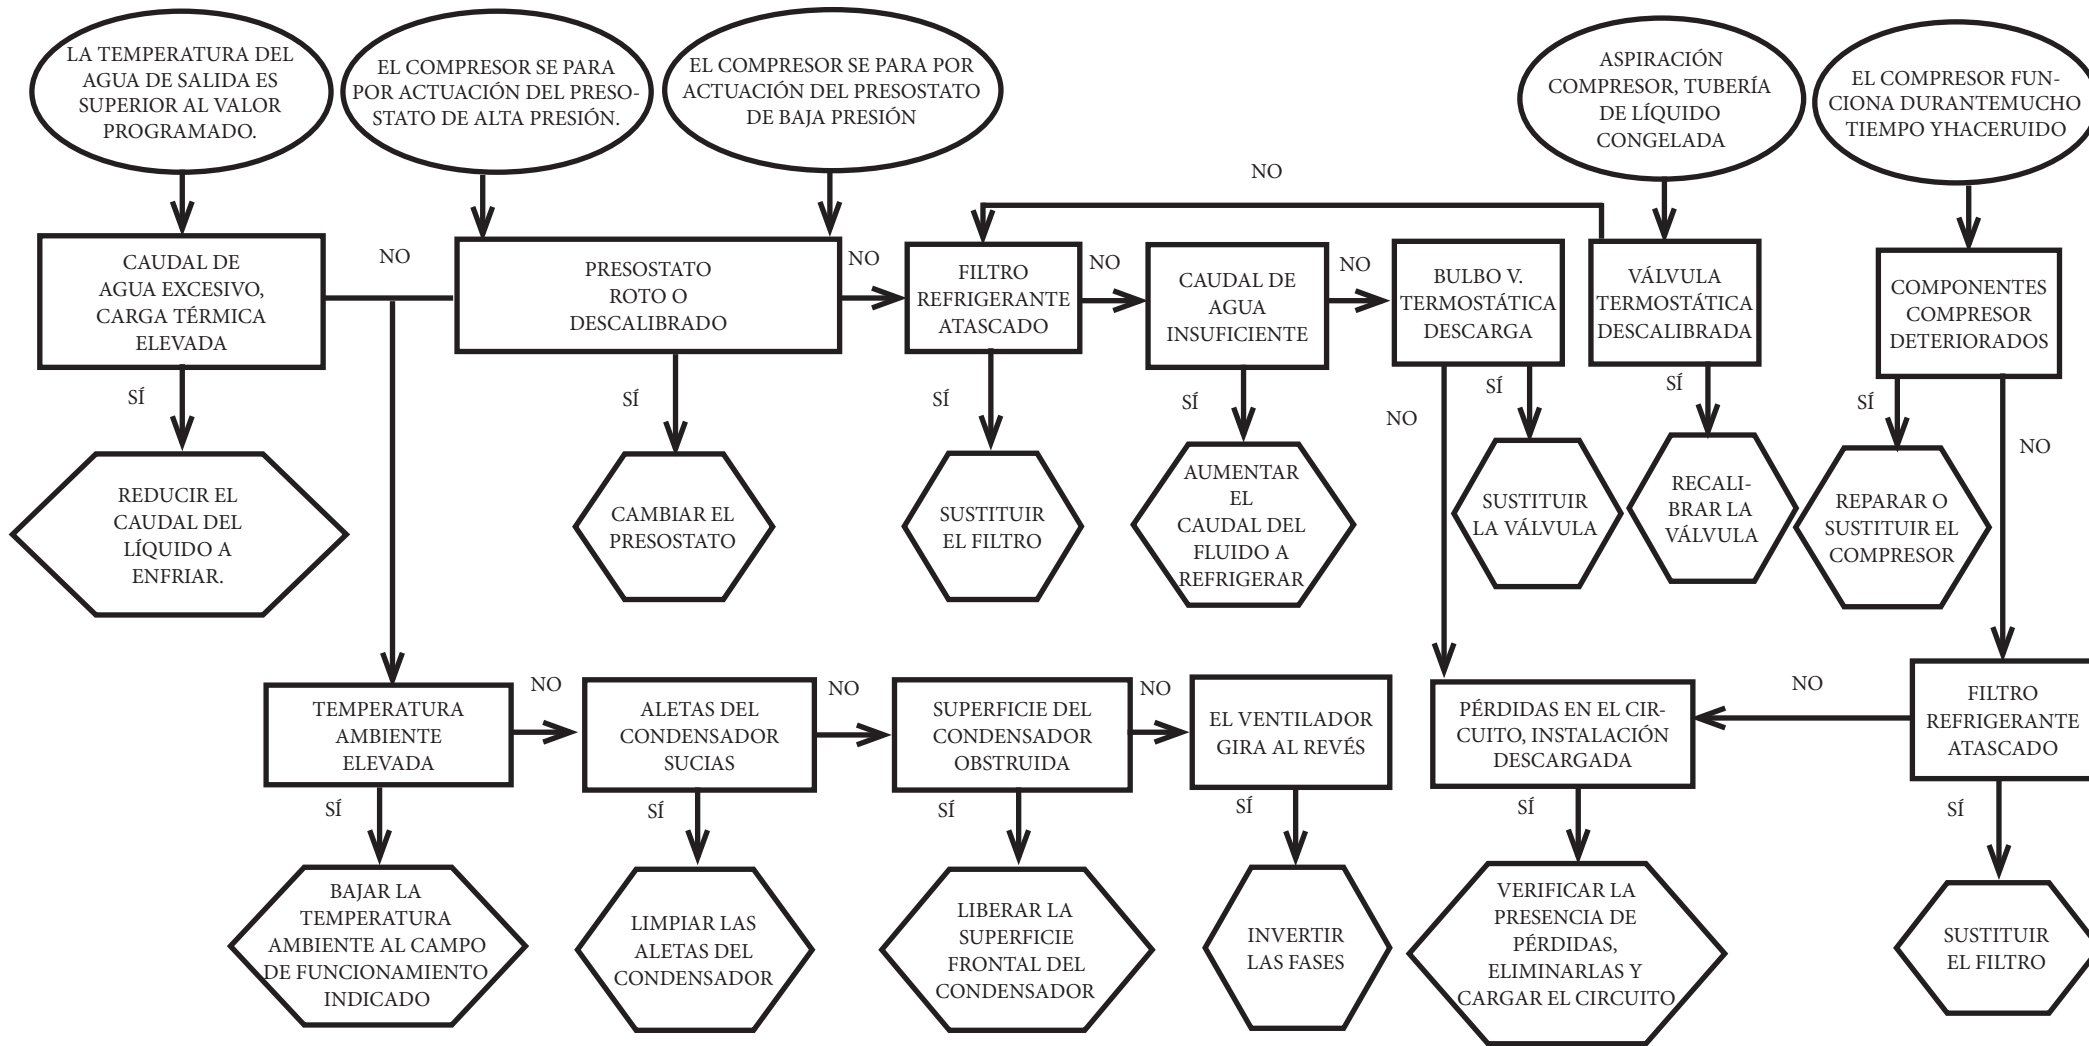 LA TEMPERATURA DEL
AGUA DE SALIDA ES
SUPERIOR AL VALOR
PROGRAMADO.
EL COMPRESOR SE PARA
POR ACTUACIÓN DEL PRESO-
STATO DE ALTA PRESIÓN.
EL COMPRESOR SE PARA POR
ACTUACIÓN DEL PRESOSTATO
DE BAJA PRESIÓN
ASPIRACIÓN
COMPRESOR, TUBERÍA
DE LÍQUIDO
CONGELADA
EL COMPRESOR FUN-
CIONA DURANTEMUCHO
TIEMPO YHACERUIDO
NO
CAUDAL DE
AGUA EXCESIVO,
CARGA TÉRMICA
ELEVADA
NO
PRESOSTATO
ROTO O
DESCALIBRADO
NO
FILTRO
REFRIGERANTE
ATASCADO
NO
CAUDAL DE
AGUA
INSUFICIENTE
NO
BULBO V.
TERMOSTÁTICA
DESCARGA
VÁLVULA
TERMOSTÁTICA
DESCALIBRADA
COMPONENTES
COMPRESOR
DETERIORADOS
SÍ
SÍ
SÍ
SÍ
NO
SÍ
SÍ
SÍ
NO
REDUCIR EL
CAUDAL DEL
LÍQUIDO A
ENFRIAR.
CAMBIAR EL
PRESOSTATO
SUSTITUIR
EL FILTRO
AUMENTAR
EL
CAUDAL DEL
FLUIDO A
REFRIGERAR
SUSTITUIR
LA VÁLVULA
RECALI-
BRAR LA
VÁLVULA
REPARAR O
SUSTITUIR EL
COMPRESOR
TEMPERATURA
AMBIENTE
ELEVADA
NO
ALETAS DEL
CONDENSADOR
SUCIAS
NO
SUPERFICIE DEL
CONDENSADOR
OBSTRUIDA
NO
EL VENTILADOR
GIRA AL REVÉS
PÉRDIDAS EN EL CIR-
CUITO, INSTALACIÓN
DESCARGADA
NO
FILTRO
REFRIGERANTE
ATASCADO
SÍ
SÍ
SÍ
SÍ
SÍ
SÍ
BAJAR LA
TEMPERATURA
AMBIENTE AL CAMPO
DE FUNCIONAMIENTO
INDICADO
LIMPIAR LAS
ALETAS DEL
CONDENSADOR
LIBERAR LA
SUPERFICIE
FRONTAL DEL
CONDENSADOR
INVERTIR
LAS FASES
VERIFICAR LA
PRESENCIA DE
PÉRDIDAS,
ELIMINARLAS Y
CARGAR EL CIRCUITO
SUSTITUIR
EL FILTRO